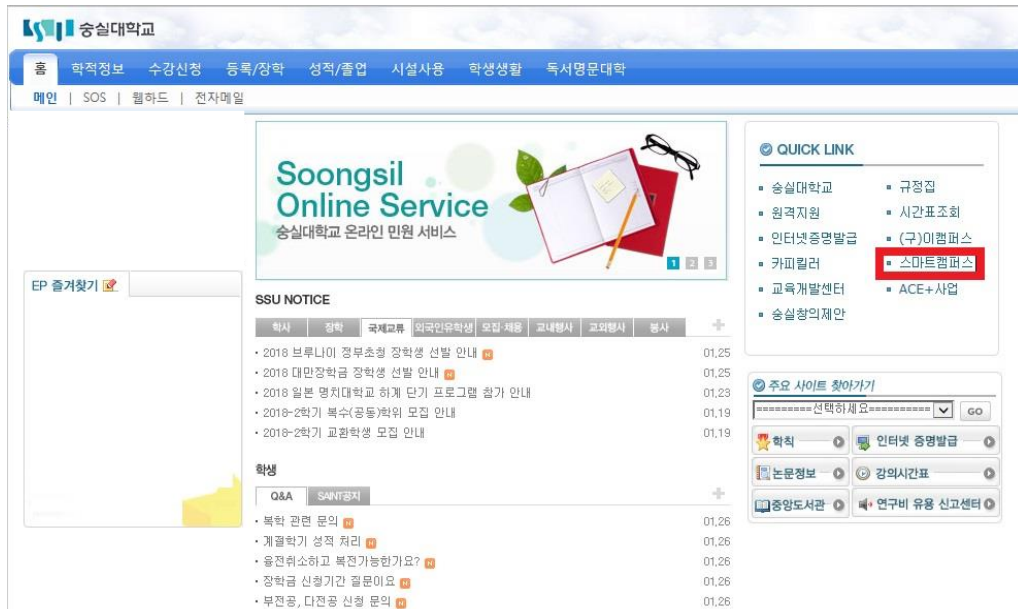 숭실대학교
홈 학적정보 수강신청 등록/장학 성적/졸업 시설사용 학생생활 독서명문대학
메인 | SOS | 웹하드 | 전자메일
EP 즐겨찾기
Soongsil
Online Service
숭실대학교 온라인 민원 서비스
1 2 3
SSU NOTICE
학사 장학 국제교류 외국인유학생 모집·채용 교내행사 교외행사 봉사
2018 브루나이 정부초청 장학생 선발 안내 N 01.25
2018 대만장학금 장학생 선발 안내 N 01.25
2018 일본 명치대학교 하계 단기 프로그램 참가 안내 01.23
2018-2학기 복수(공동)학위 모집 안내 01.19
2018-2학기 교환학생 모집 안내 01.19
학생
Q&A SAINT공지
복학 관련 문의 N 01.26
계절학기 성적 처리 N 01.26
융전취소하고 복전가능한가요? N 01.26
장학금 신청기간 질문이요 N 01.26
부전공, 다전공 신청 문의 N 01.26
QUICK LINK
숭실대학교 규정집
원격지원 시간표조회
인터넷증명발급 (구)이캠퍼스
카피킬러 스마트캠퍼스
교육개발센터 ACE+사업
숭실창의제안
주요 사이트 찾아가기
=========선택하세요========== GO
학칙 인터넷 증명발급
논문정보 강의시간표
중앙도서관 연구비 유용 신고센터